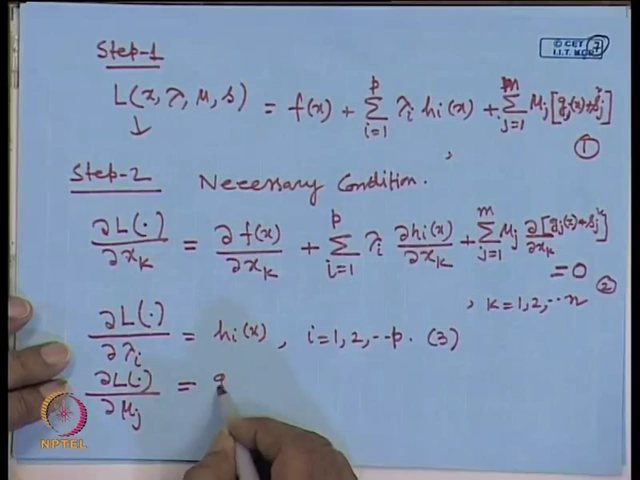 © CET
I.I.T. KGP
7
Step-1
L(x, λ, μ, s) = f(x) + Σ_{i=1}^{p} λ_i h_i(x) + Σ_{j=1}^{m} μ_j [g_j(x) + s_j²] , ①
Step-2 Necessary Condition.
∂L(·)/∂x_k = ∂f(x)/∂x_k + Σ_{i=1}^{p} λ_i ∂h_i(x)/∂x_k + Σ_{j=1}^{m} μ_j ∂[g_j(x) + s_j²]/∂x_k
= 0 ②
, k = 1, 2, ··· n
∂L(·)/∂λ_i = h_i(x) , i = 1, 2, ·· p. (3)
∂L(·)/∂μ_j = g
NPTEL